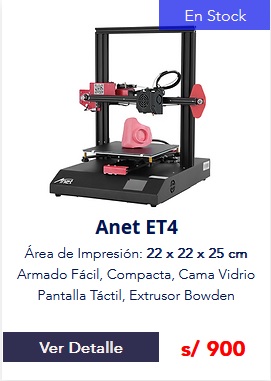 En Stock
Anet
Anet ET4
Área de Impresión: 22 x 22 x 25 cm
Armado Fácil, Compacta, Cama Vidrio
Pantalla Táctil, Extrusor Bowden
Ver Detalle
s/ 900